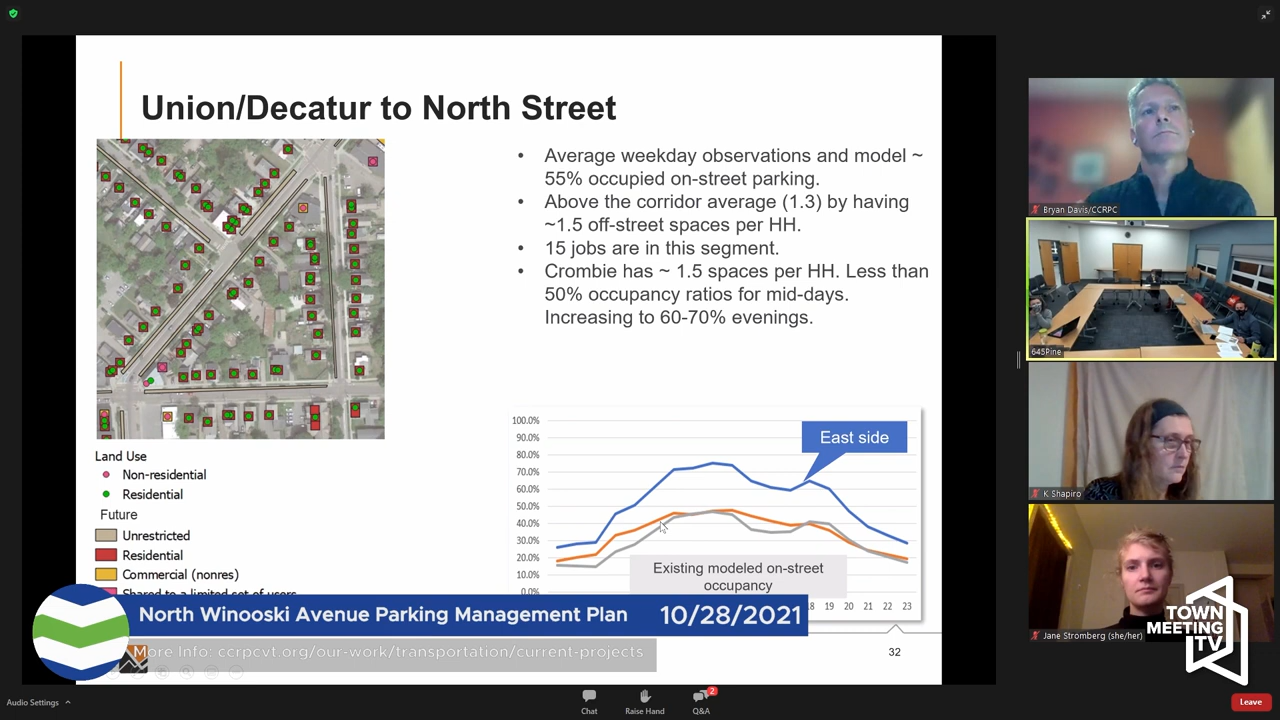 Union/Decatur to North Street
• Average weekday observations and model ~
55% occupied on-street parking.
• Above the corridor average (1.3) by having
~1.5 off-street spaces per HH.
• 15 jobs are in this segment.
• Crombie has ~ 1.5 spaces per HH. Less than
50% occupancy ratios for mid-days.
Increasing to 60-70% evenings.
Land Use
Non-residential
Residential
Future
Unrestricted
Residential
Commercial (nonres)
Shared to a limited set of users
100.0%
90.0%
80.0%
70.0%
60.0%
50.0%
40.0%
30.0%
20.0%
10.0%
0.0%
East side
Existing modeled on-street
occupancy
18 19 20 21 22 23
32
North Winooski Avenue Parking Management Plan 10/28/2021
More Info: ccrpcvt.org/our-work/transportation/current-projects
Bryan Davis/CCRPC
645Pine
K Shapiro
Jane Stromberg (she/her)
TOWN
MEETING
TV
Audio Settings
Chat
Raise Hand
2
Q&A
Leave